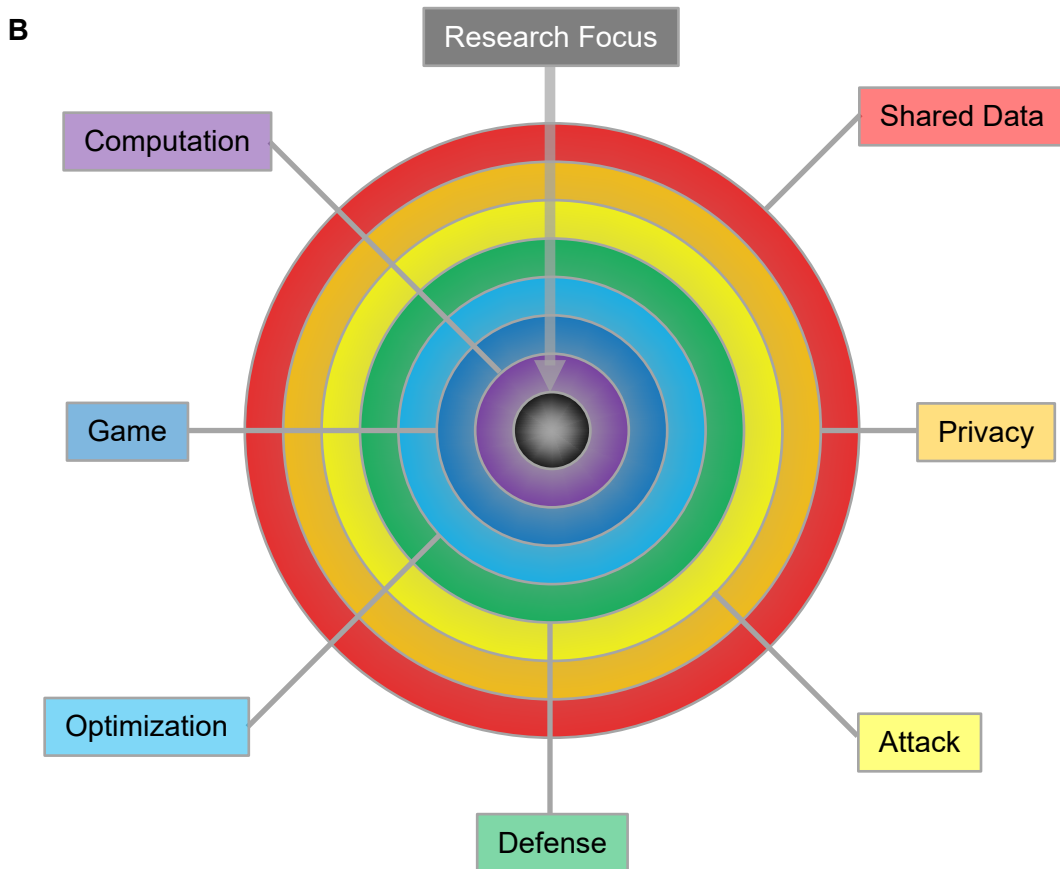 B
Research Focus
Shared Data
Computation
Game
Privacy
Optimization
Attack
Defense